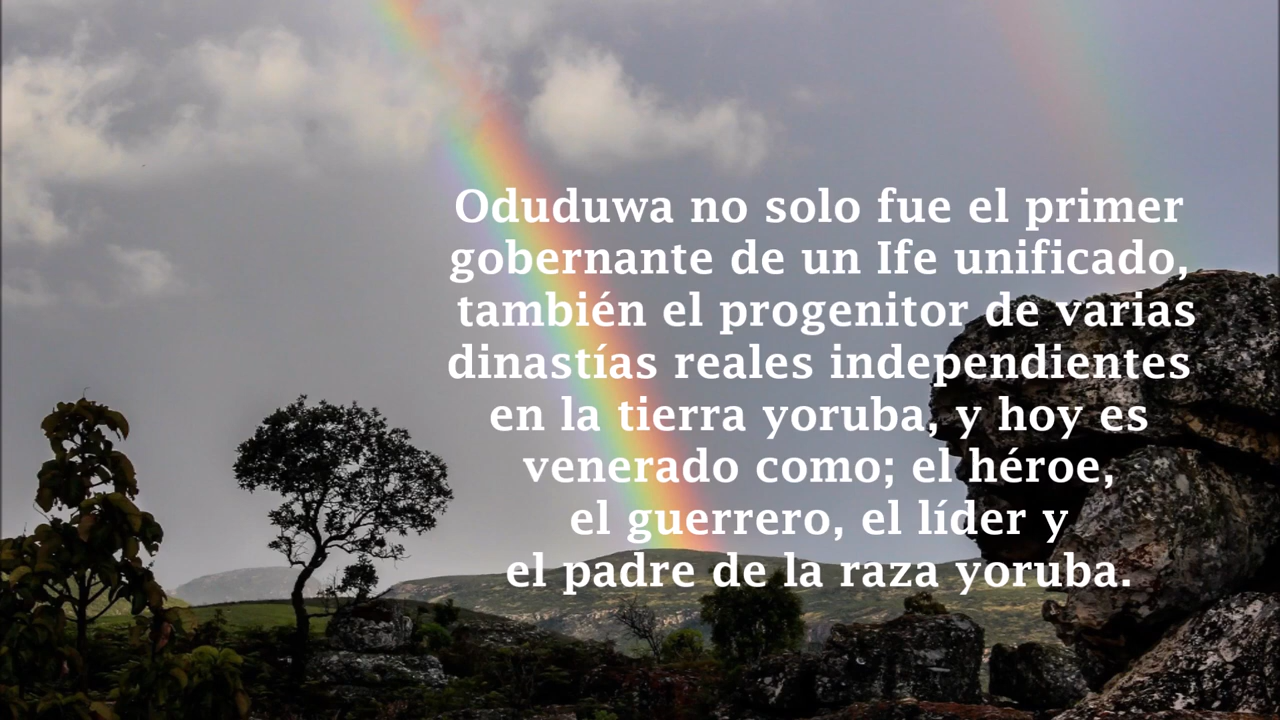 Oduduwa no solo fue el primer
gobernante de un Ife unificado,
también el progenitor de varias
dinastías reales independientes
en la tierra yoruba, y hoy es
venerado como; el héroe,
el guerrero, el líder y
el padre de la raza yoruba.